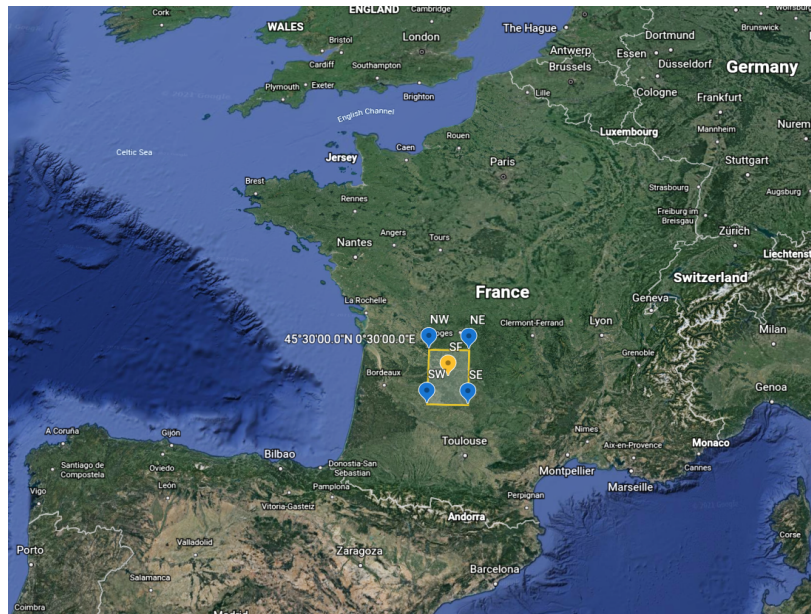 Cork
ENGLAND
Cambridge
WALES
London
The Hague
Wolfsburg
Brunswick
Bristol
Cardiff
Southampton
Antwerp
Dortmund
Essen
Düsseldorf
Brussels
Germany
Plymouth
Exeter
Brighton
Lille
Cologne
English Channel
Frankfurt
Luxembourg
Mannheim
Celtic Sea
Jersey
Caen
Rouen
Paris
Stuttgart
Brest
Strasbourg
Augsburg
Rennes
Freiburg im
Breisgau
Nantes
Angers
Tours
Zürich
Switzerland
La Rochelle
France
Geneva
NW
NE
oges
Clermont-Ferrand
Lyon
45°30'00.0"N 0°30'00.0"E
Milan
Grenoble
Bordeaux
SW
SE
Genoa
Toulouse
Nimes
Aix-en-Provence
Monaco
Montpellier
Cannes
Marseille
A Coruña
Gijón
Bilbao
Donostia-San
Sebastián
Santiago de
Compostela
Oviedo
León
Vitoria-Gasteiz
Pamplona
Perpignan
Andorra
Vigo
Corse
Porto
Valladolid
Zaragoza
Salamanca
Barcelona
Coimbra